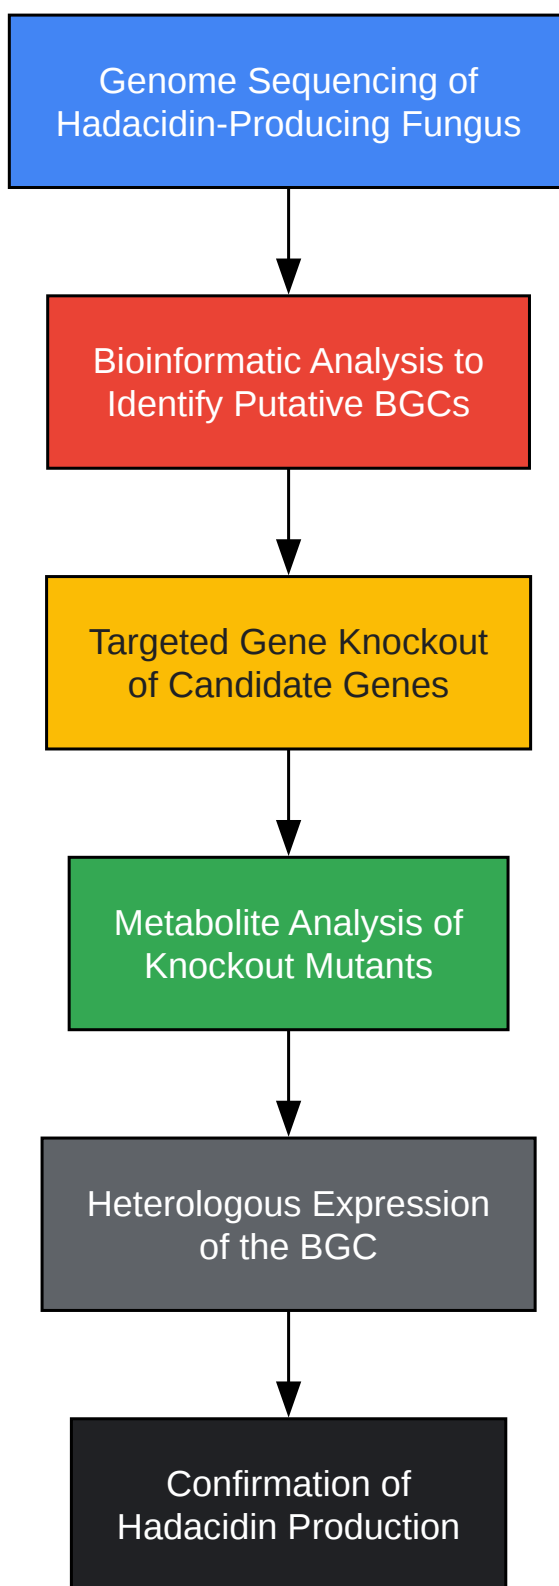 Genome Sequencing of
Hadacidin-Producing Fungus
Bioinformatic Analysis to
Identify Putative BGCs
Targeted Gene Knockout
of Candidate Genes
Metabolite Analysis of
Knockout Mutants
Heterologous Expression
of the BGC
Confirmation of
Hadacidin Production